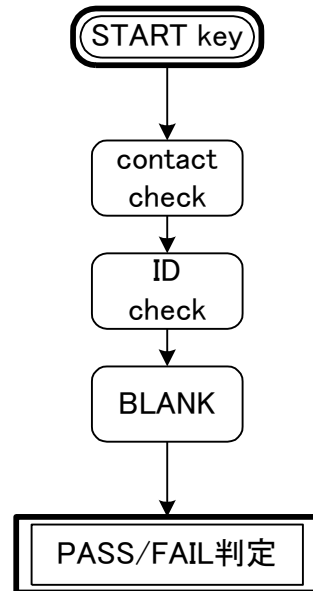 START key
contact
check
ID
check
BLANK
PASS/FAIL判定